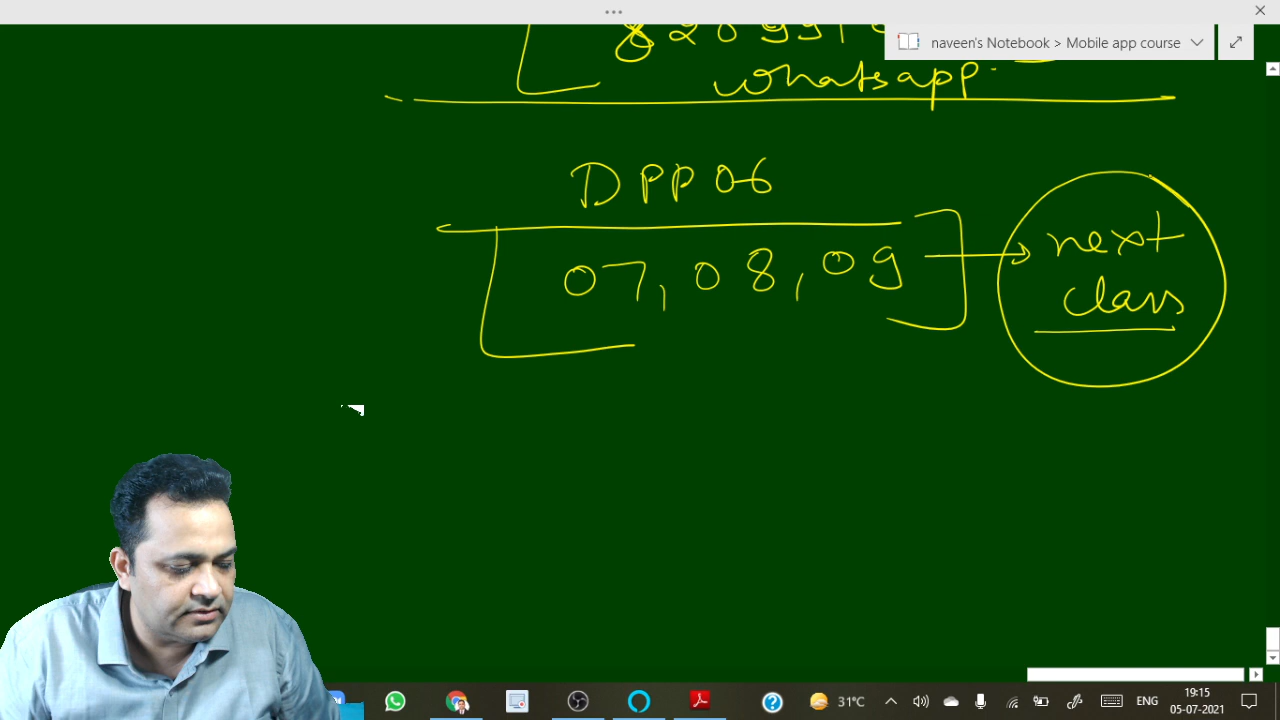 naveen's Notebook > Mobile app course
whatsapp.
DPP 06
07, 08, 09
next
class
31°C
ENG
19:15
05-07-2021